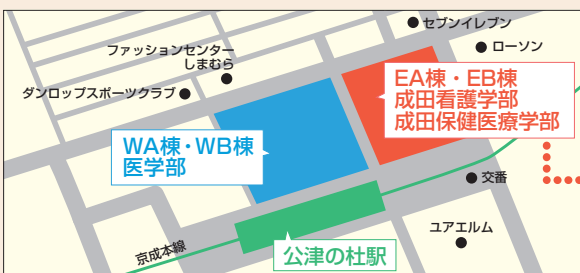 セブンイレブン
ローソン
ファッションセンター
しまむら
ダンロップスポーツクラブ
EA棟・EB棟
成田看護学部
成田保健医療学部
WA棟・WB棟
医学部
交番
ユアエルム
京成本線
公津の杜駅